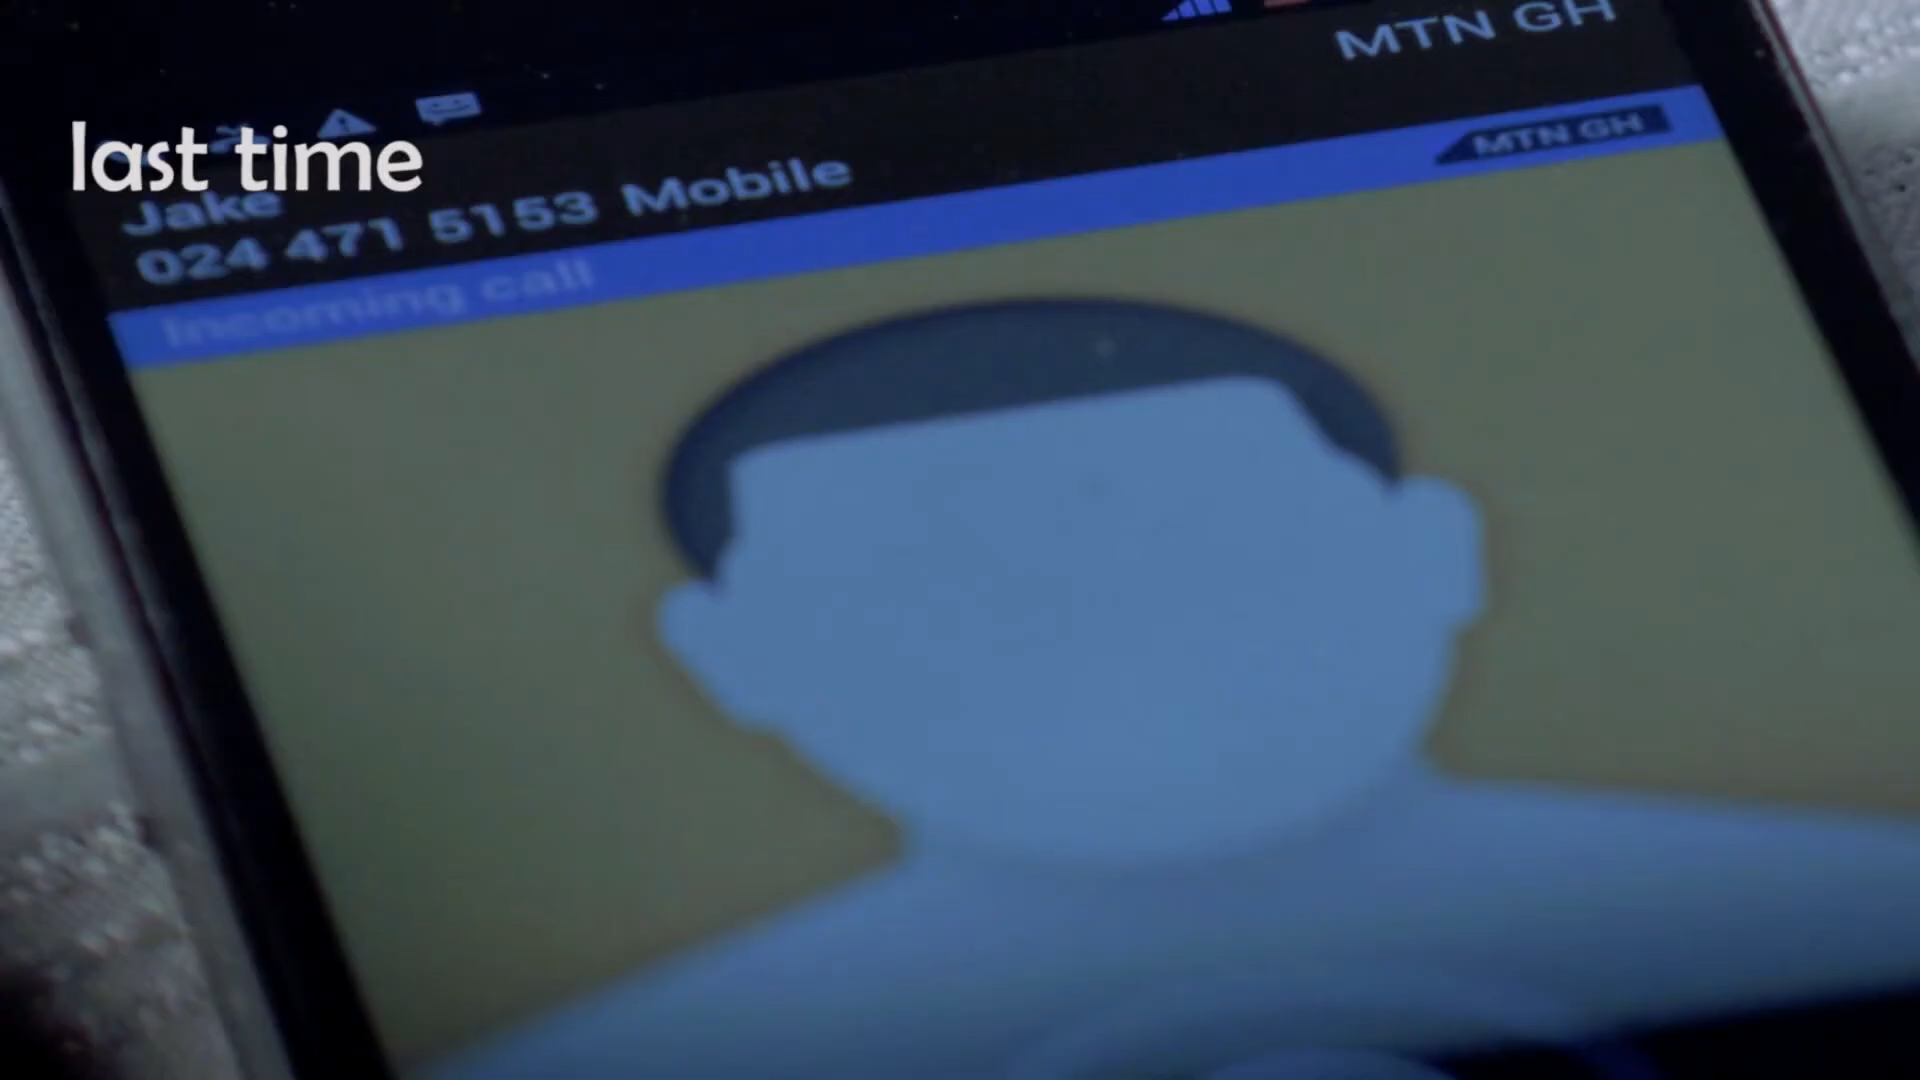 MTN GH
last time
MTN GH
Jake
024 471 5153 Mobile
Incoming call